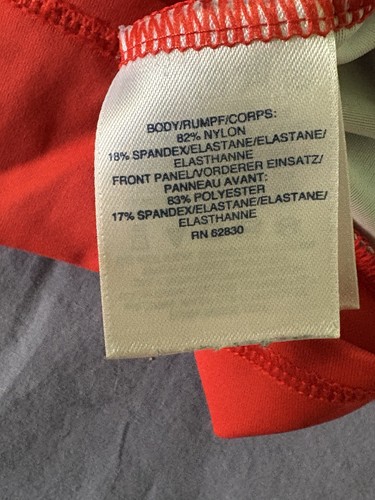 BODY/RUMPF/CORPS:
82% NYLON
18% SPANDEX/ELASTANE/ELASTANE/
ELASTHANNE
FRONT PANEL/VORDERER EINSATZ/
PANNEAU AVANT:
83% POLYESTER
17% SPANDEX/ELASTANE/ELASTANE/
ELASTHANNE
RN 62830